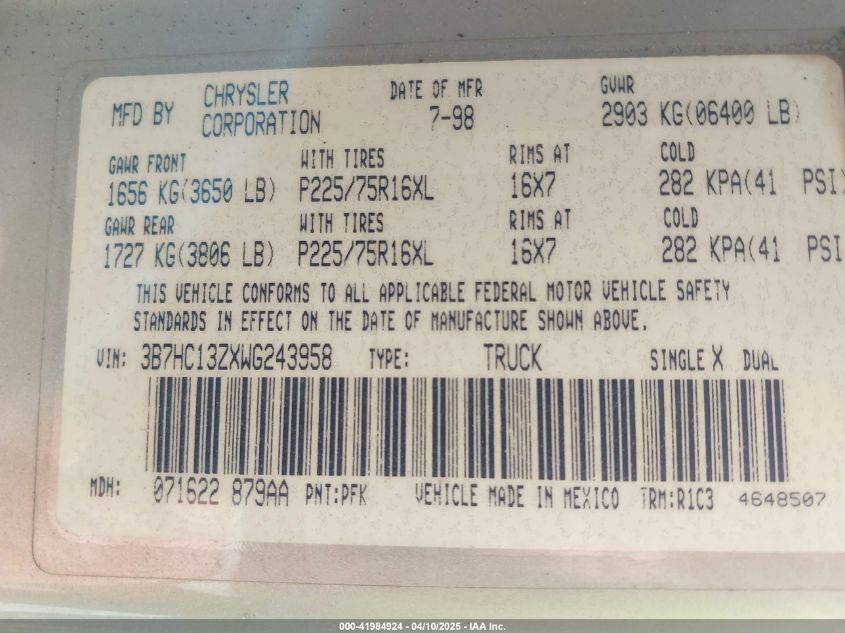 MFD BY CHRYSLER CORPORATION DATE OF MFR 7-98 GVWR 2903 KG(06400 LB)
GAWR FRONT WITH TIRES RIMS AT COLD
1656 KG(3650 LB) P225/75R16XL 16X7 282 KPA(41 PSI)
GAWR REAR WITH TIRES RIMS AT COLD
1727 KG(3806 LB) P225/75R16XL 16X7 282 KPA(41 PSI
THIS VEHICLE CONFORMS TO ALL APPLICABLE FEDERAL MOTOR VEHICLE SAFETY
STANDARDS IN EFFECT ON THE DATE OF MANUFACTURE SHOWN ABOVE.
VIN: 3B7HC13ZXWG243958 TYPE: TRUCK SINGLE X DUAL
MDH: 071622 879AA PNT:PFK VEHICLE MADE IN MEXICO TRM:R1C3 4648507
000-41984924 - 04/10/2025 - IAA Inc.